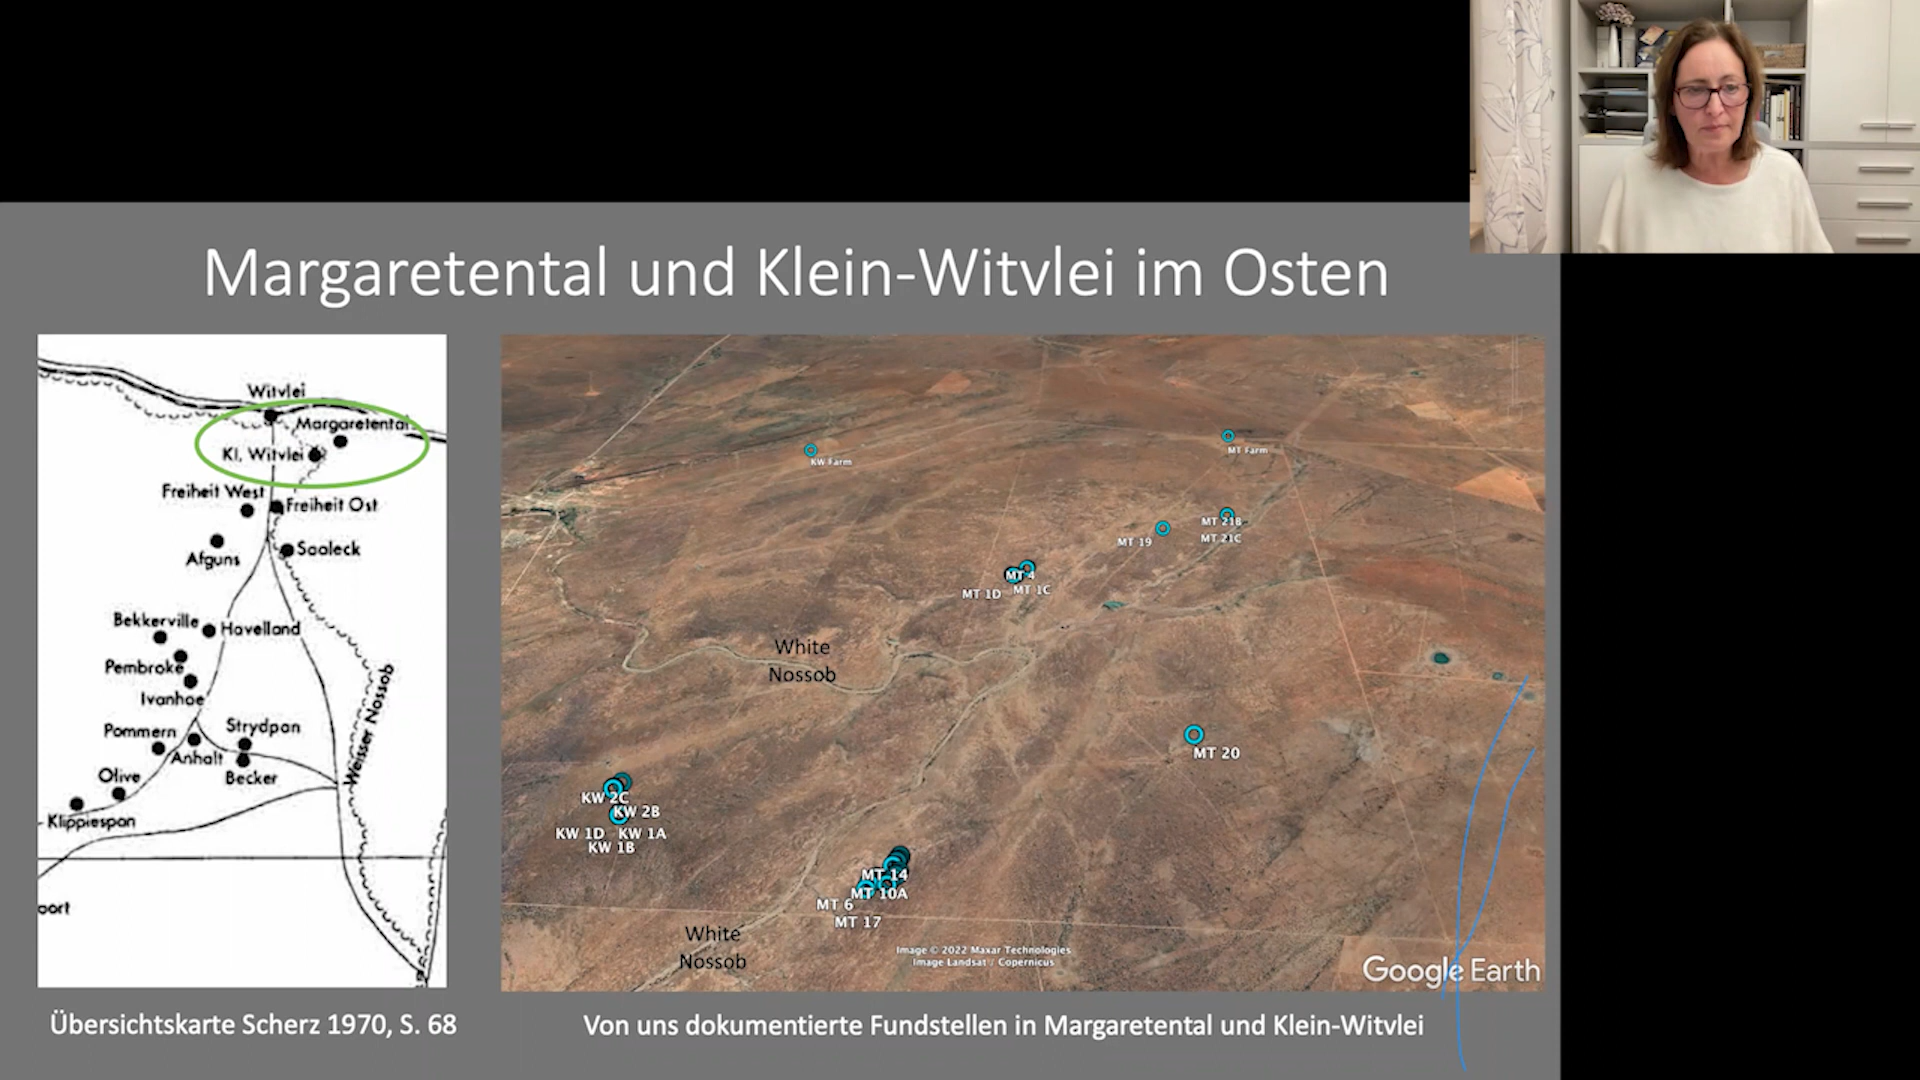 Margaretental und Klein-Witvlei im Osten
Witvlei
Margaretental
Kl. Witvlei
Freiheit West
Freiheit Ost
Afguns
Saaleck
Bekkerville
Havelland
Pembroke
Ivanhoe
Weisser Nossob
Pommern
Strydpan
Anhalt
Becker
Olive
Klippiespan
oort
KW Farm
MT Farm
MT 21B
MT 19
MT 21C
MT 4
MT 1D
MT 1C
White
Nossob
MT 20
KW 2C
KW 2B
KW 1D
KW 1A
KW 1B
MT 14
MT 10A
MT 6
MT 17
White
Nossob
Image © 2022 Maxar Technologies
Image Landsat / Copernicus
Google Earth
Übersichtskarte Scherz 1970, S. 68
Von uns dokumentierte Fundstellen in Margaretental und Klein-Witvlei